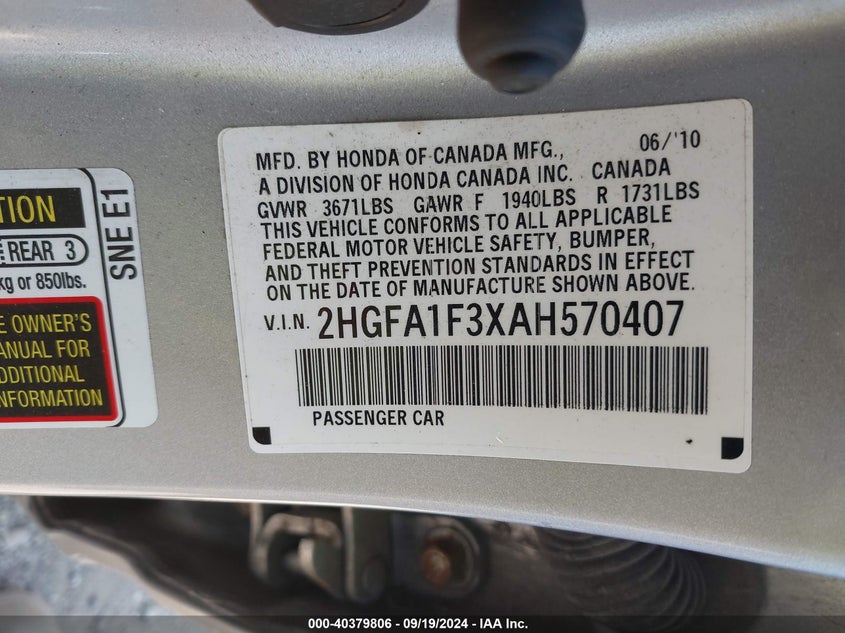 TION
REAR 3
kg or 850lbs.
E OWNER'S
ANUAL FOR
DDITIONAL
NFORMATION
SNE E1
06/'10
MFD. BY HONDA OF CANADA MFG.,
A DIVISION OF HONDA CANADA INC. CANADA
GVWR 3671LBS GAWR F 1940LBS R 1731LBS
THIS VEHICLE CONFORMS TO ALL APPLICABLE
FEDERAL MOTOR VEHICLE SAFETY, BUMPER,
AND THEFT PREVENTION STANDARDS IN EFFECT
ON THE DATE OF MANUFACTURE SHOWN ABOVE.
V.I.N. 2HGFA1F3XAH570407
PASSENGER CAR
000-40379806 - 09/19/2024 - IAA Inc.